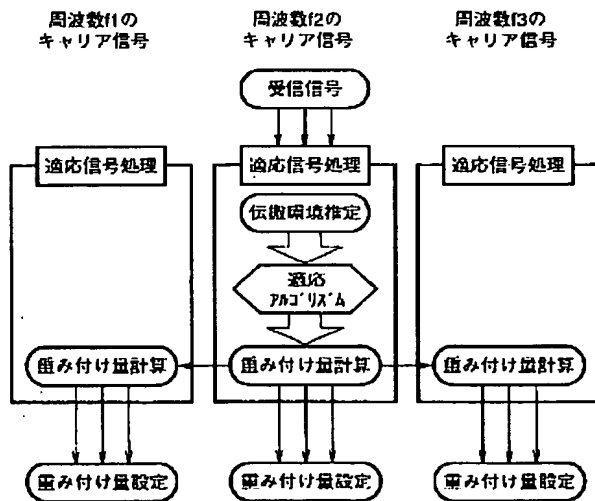 周波数f1の
キャリア信号
周波数f2の
キャリア信号
周波数f3の
キャリア信号
受信信号
適応信号処理
適応信号処理
適応信号処理
伝搬環境推定
適応
ｱﾙｺﾞﾘｽﾞﾑ
重み付け量計算
重み付け量計算
重み付け量計算
重み付け量設定
重み付け量設定
重み付け量設定